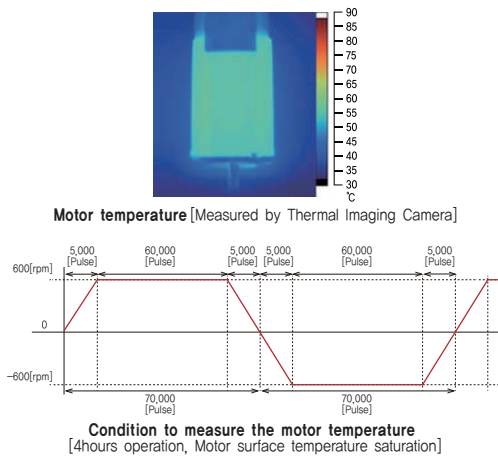 90
85
80
75
70
65
60
55
50
45
40
35
30
℃
Motor temperature [Measured by Thermal Imaging Camera]
5,000 60,000 5,000 5,000 60,000 5,000
[Pulse] [Pulse] [Pulse] [Pulse] [Pulse] [Pulse]
600[rpm]
0
-600[rpm]
70,000 70,000
[Pulse] [Pulse]
Condition to measure the motor temperature
[4hours operation, Motor surface temperature saturation]